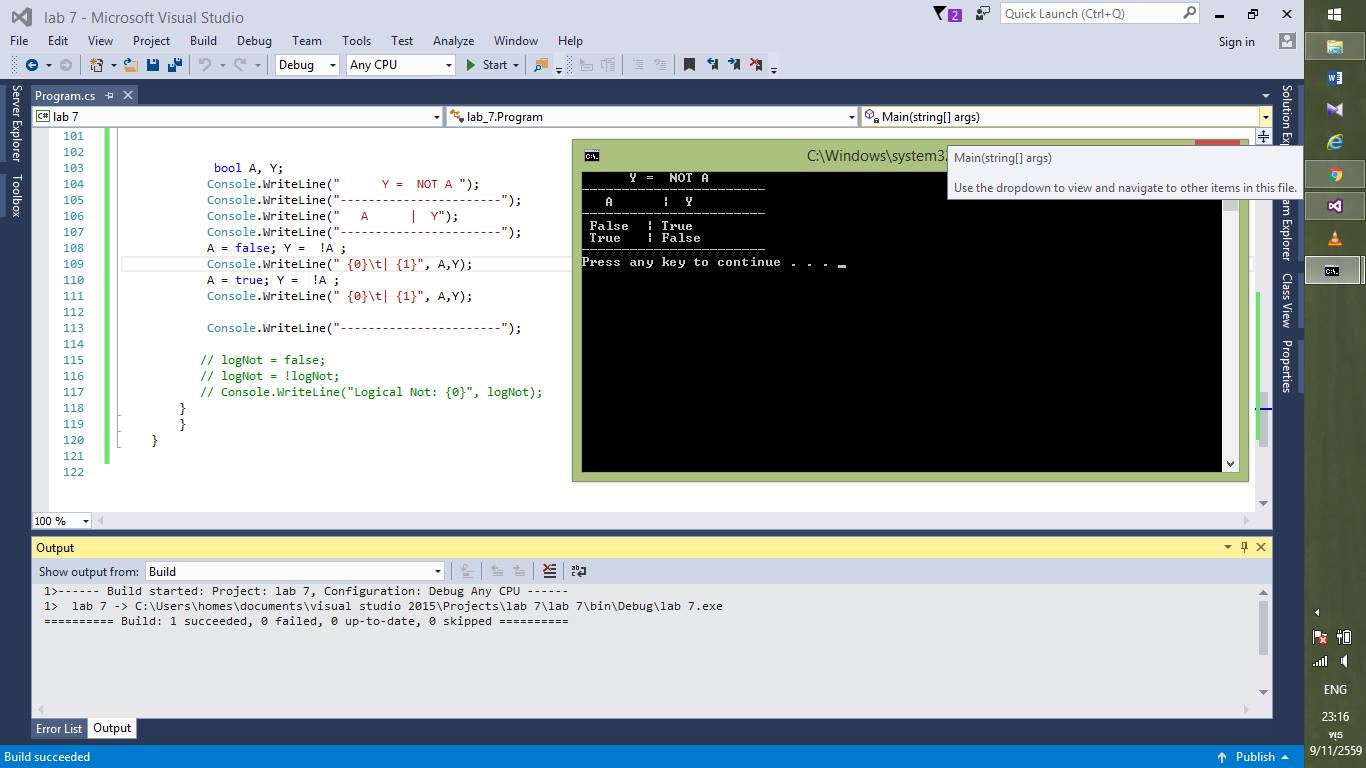 lab 7 - Microsoft Visual Studio
2
Quick Launch (Ctrl+Q)
File Edit View Project Build Debug Team Tools Test Analyze Window Help
Sign in
Debug Any CPU Start
Server Explorer
Toolbox
Program.cs
C# lab 7 lab_7.Program Main(string[] args)
101
102
103 bool A, Y;
104 Console.WriteLine("      Y =  NOT A ");
105 Console.WriteLine("-----------------------");
106 Console.WriteLine("   A      |  Y");
107 Console.WriteLine("-----------------------");
108 A = false; Y =  !A ;
109 Console.WriteLine(" {0}\t| {1}", A,Y);
110 A = true; Y =  !A ;
111 Console.WriteLine(" {0}\t| {1}", A,Y);
112
113 Console.WriteLine("-----------------------");
114
115 // logNot = false;
116 // logNot = !logNot;
117 // Console.WriteLine("Logical Not: {0}", logNot);
118 }
119 }
120 }
121
122
100 %
C:\Windows\system3
Main(string[] args)
Use the dropdown to view and navigate to other items in this file.
Y =  NOT A
-----------------------
A      ¦  Y
-----------------------
False  ¦ True
True   ¦ False
-----------------------
Press any key to continue . . . _
Solution Ex
am Explorer
Class View
Properties
Output
Show output from: Build
1>------ Build started: Project: lab 7, Configuration: Debug Any CPU ------
1>  lab 7 -> C:\Users\homes\documents\visual studio 2015\Projects\lab 7\lab 7\bin\Debug\lab 7.exe
========== Build: 1 succeeded, 0 failed, 0 up-to-date, 0 skipped ==========
Error List Output
Build succeeded
Publish
ENG
23:16
พุธ
9/11/2559